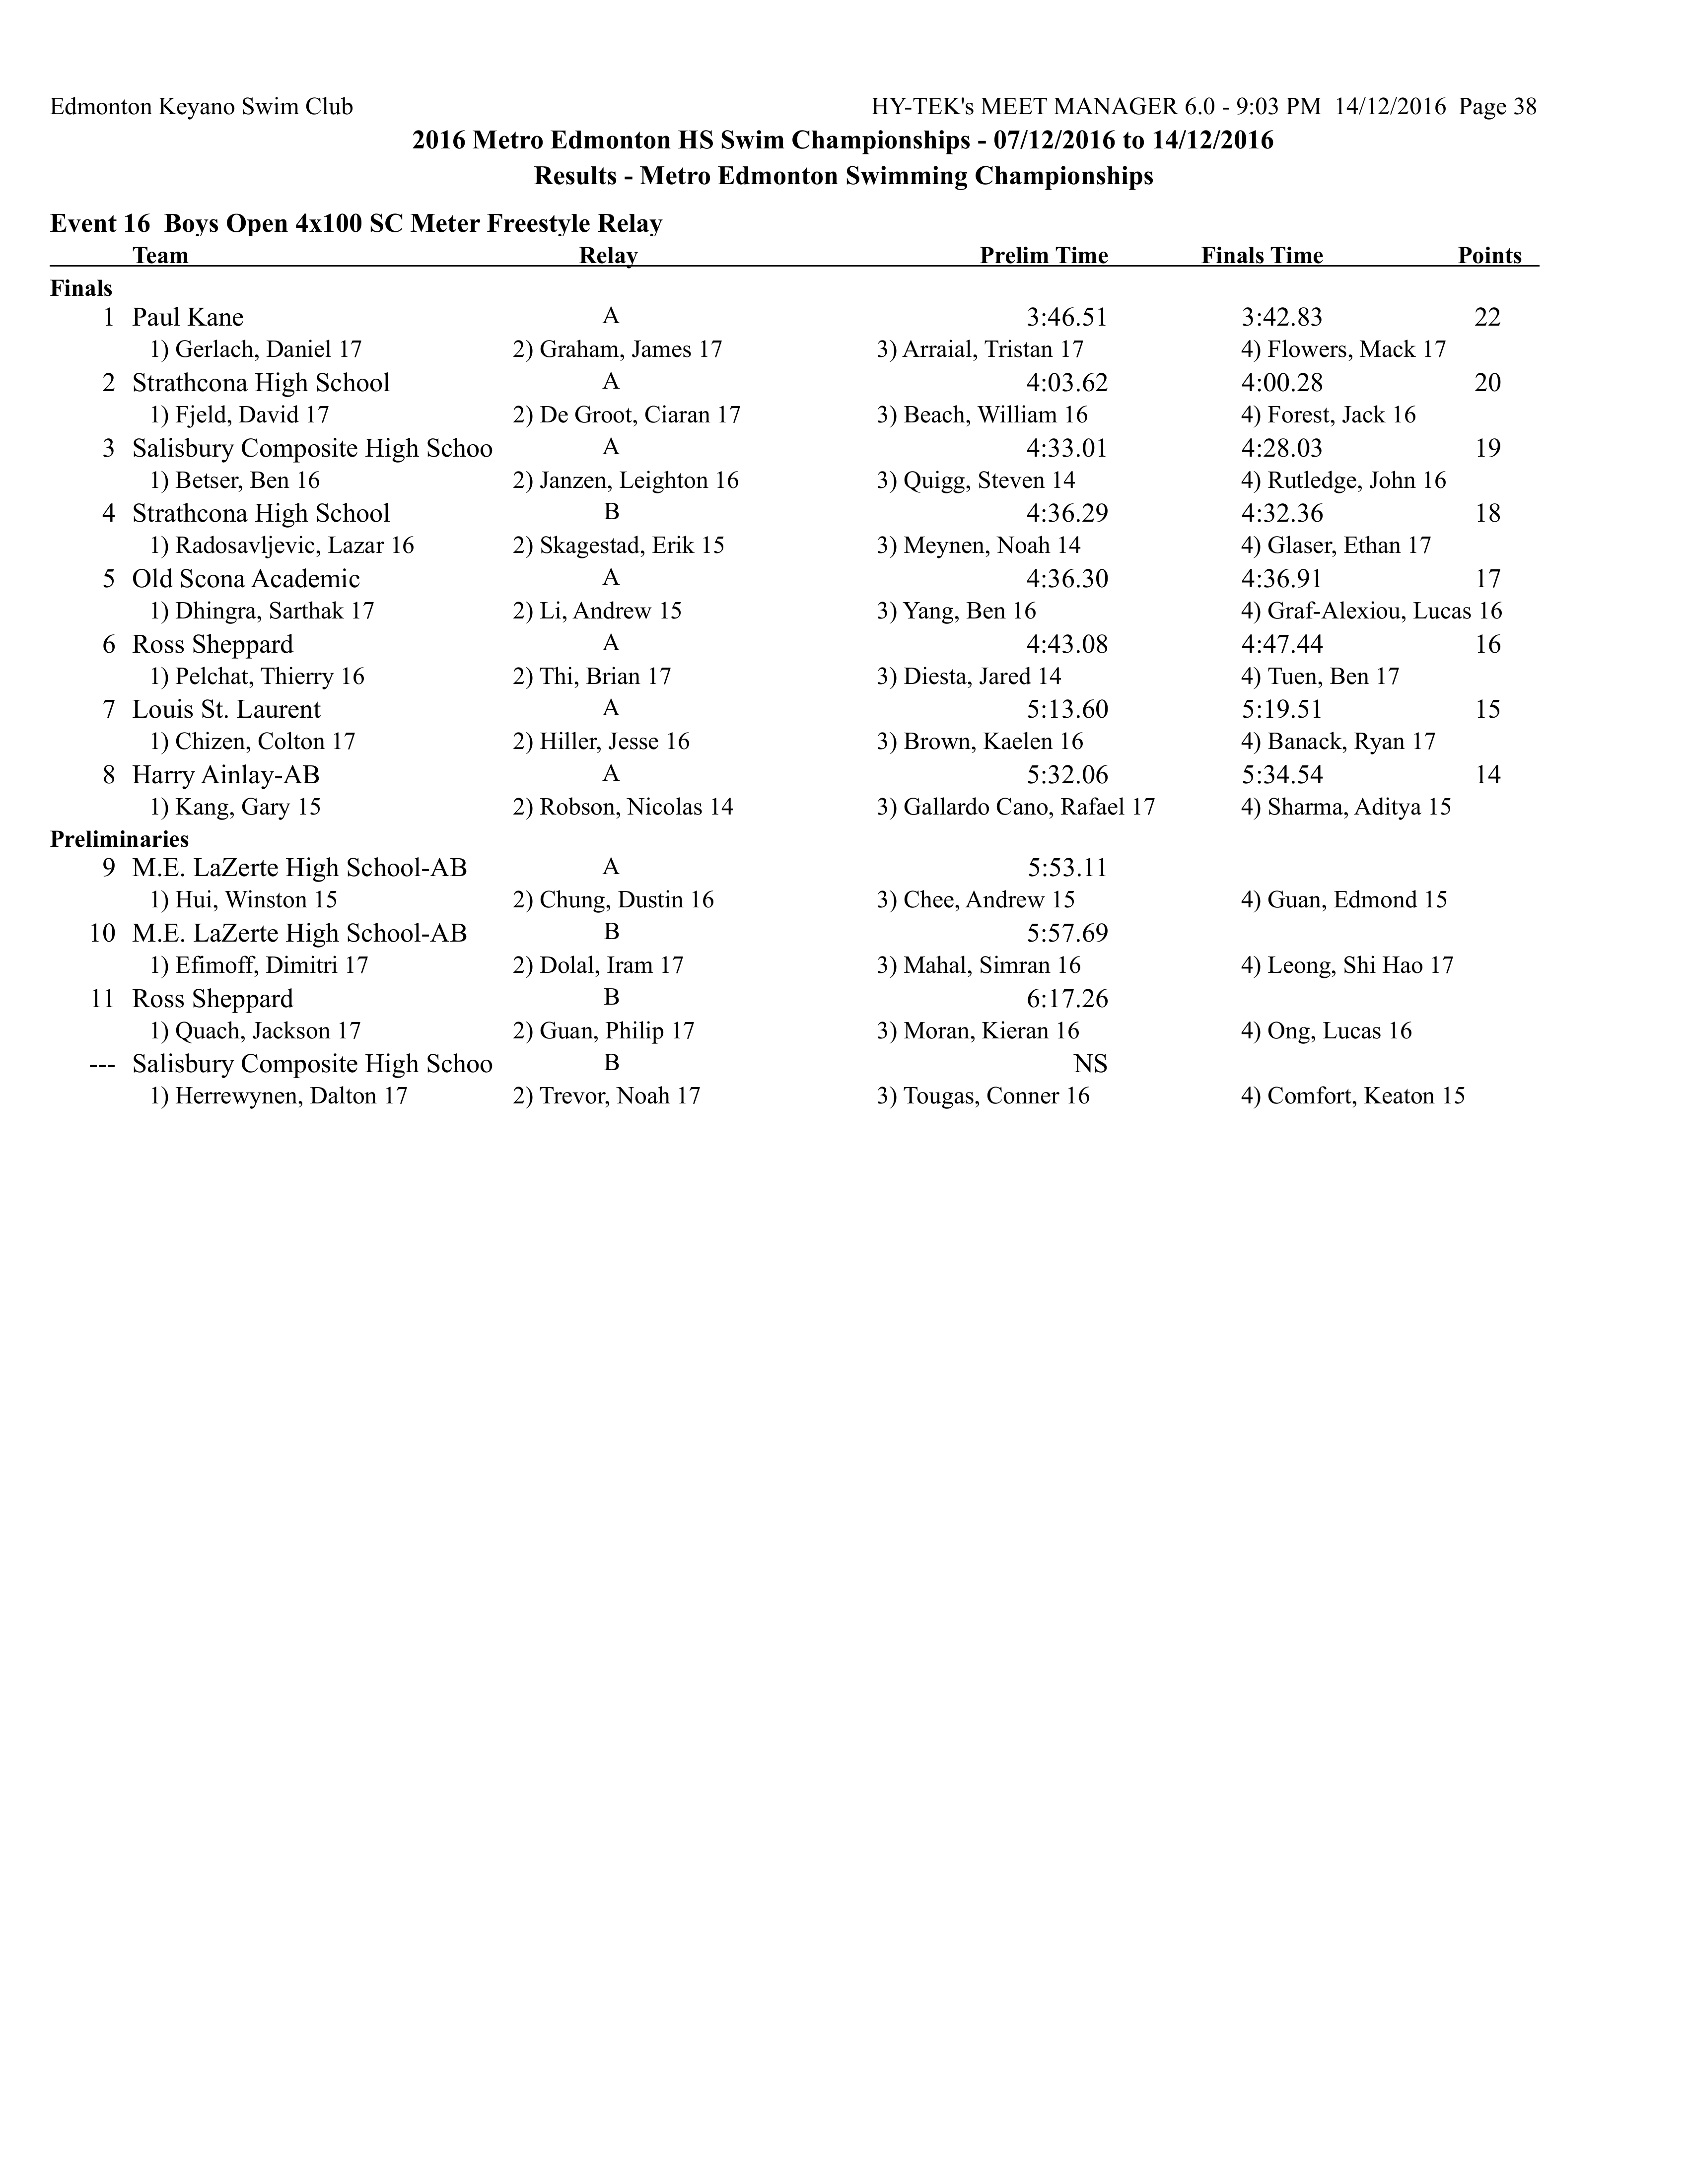 Edmonton Keyano Swim Club HY-TEK's MEET MANAGER 6.0 - 9:03 PM 14/12/2016 Page 38
2016 Metro Edmonton HS Swim Championships - 07/12/2016 to 14/12/2016
Results - Metro Edmonton Swimming Championships
Event 16 Boys Open 4x100 SC Meter Freestyle Relay
Team Relay Prelim Time Finals Time Points
Finals
1 Paul Kane A 3:46.51 3:42.83 22
1) Gerlach, Daniel 17 2) Graham, James 17 3) Arraial, Tristan 17 4) Flowers, Mack 17
2 Strathcona High School A 4:03.62 4:00.28 20
1) Fjeld, David 17 2) De Groot, Ciaran 17 3) Beach, William 16 4) Forest, Jack 16
3 Salisbury Composite High Schoo A 4:33.01 4:28.03 19
1) Betser, Ben 16 2) Janzen, Leighton 16 3) Quigg, Steven 14 4) Rutledge, John 16
4 Strathcona High School B 4:36.29 4:32.36 18
1) Radosavljevic, Lazar 16 2) Skagestad, Erik 15 3) Meynen, Noah 14 4) Glaser, Ethan 17
5 Old Scona Academic A 4:36.30 4:36.91 17
1) Dhingra, Sarthak 17 2) Li, Andrew 15 3) Yang, Ben 16 4) Graf-Alexiou, Lucas 16
6 Ross Sheppard A 4:43.08 4:47.44 16
1) Pelchat, Thierry 16 2) Thi, Brian 17 3) Diesta, Jared 14 4) Tuen, Ben 17
7 Louis St. Laurent A 5:13.60 5:19.51 15
1) Chizen, Colton 17 2) Hiller, Jesse 16 3) Brown, Kaelen 16 4) Banack, Ryan 17
8 Harry Ainlay-AB A 5:32.06 5:34.54 14
1) Kang, Gary 15 2) Robson, Nicolas 14 3) Gallardo Cano, Rafael 17 4) Sharma, Aditya 15
Preliminaries
9 M.E. LaZerte High School-AB A 5:53.11
1) Hui, Winston 15 2) Chung, Dustin 16 3) Chee, Andrew 15 4) Guan, Edmond 15
10 M.E. LaZerte High School-AB B 5:57.69
1) Efimoff, Dimitri 17 2) Dolal, Iram 17 3) Mahal, Simran 16 4) Leong, Shi Hao 17
11 Ross Sheppard B 6:17.26
1) Quach, Jackson 17 2) Guan, Philip 17 3) Moran, Kieran 16 4) Ong, Lucas 16
--- Salisbury Composite High Schoo B NS
1) Herrewynen, Dalton 17 2) Trevor, Noah 17 3) Tougas, Conner 16 4) Comfort, Keaton 15